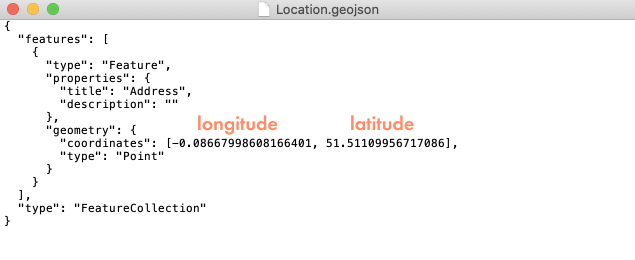 Location.geojson
{
  "features": [
    {
      "type": "Feature",
      "properties": {
        "title": "Address",
        "description": ""
      },
longitude latitude
      "geometry": {
        "coordinates": [-0.08667998608166401, 51.51109956717086],
        "type": "Point"
      }
    }
  ],
  "type": "FeatureCollection"
}